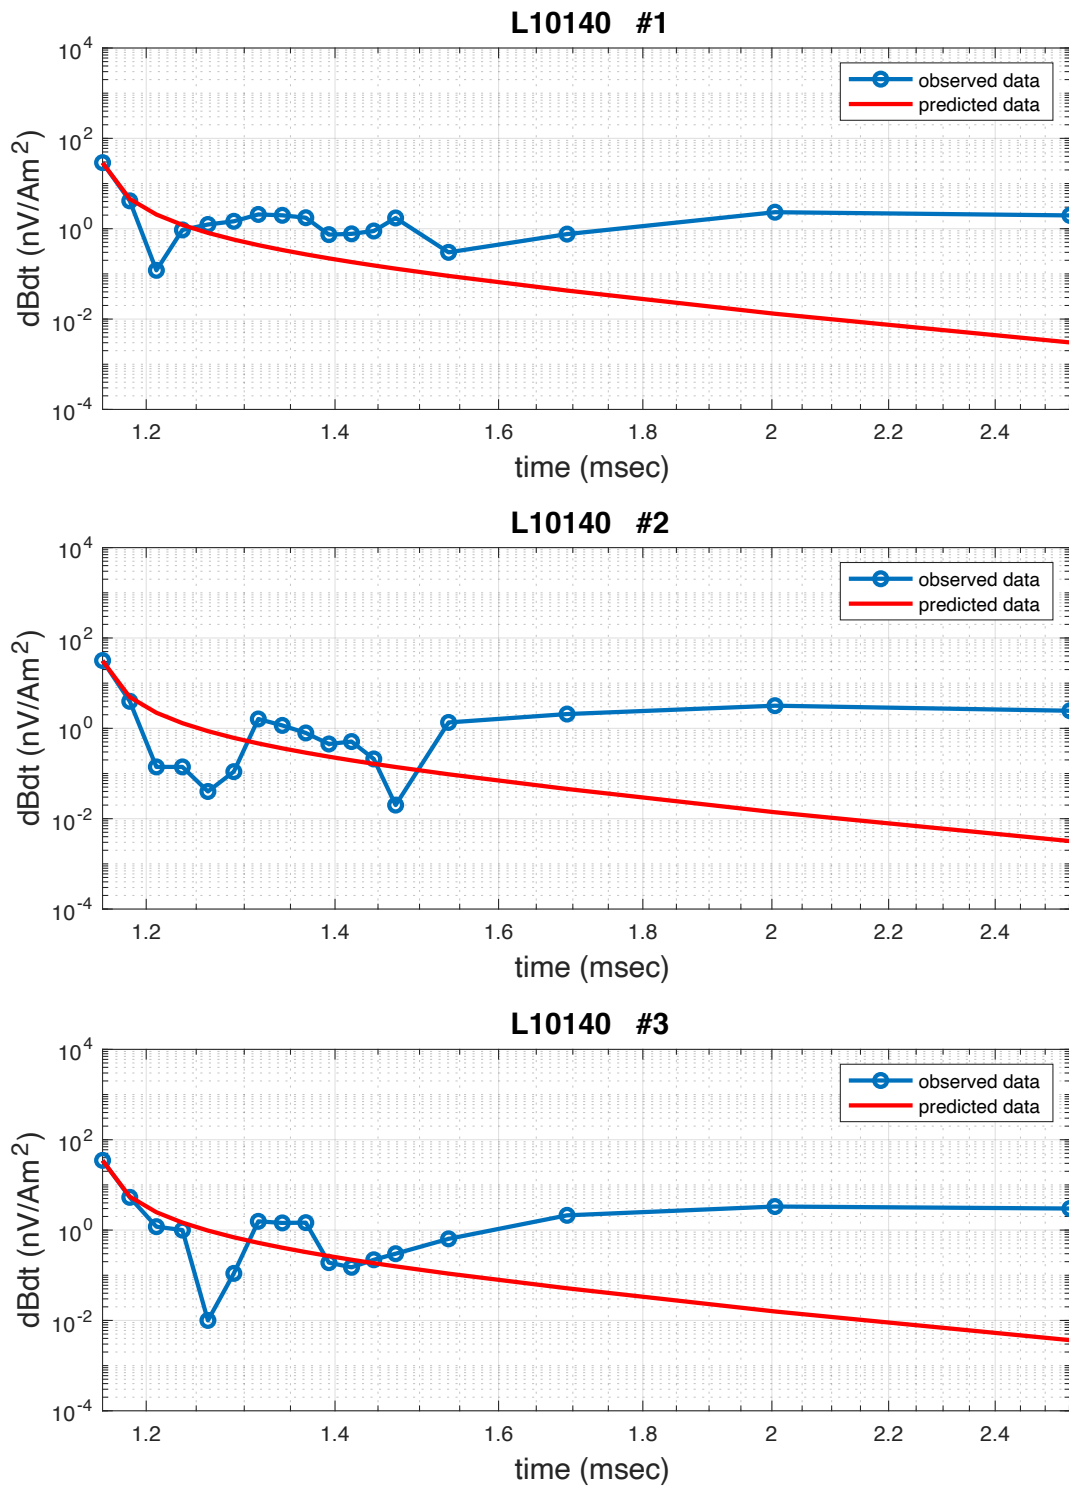 L10140 #1
observed data
predicted data
10^4
10^2
10^0
10^-2
10^-4
dBdt (nV/Am^2)
1.2 1.4 1.6 1.8 2 2.2 2.4
time (msec)
L10140 #2
observed data
predicted data
10^4
10^2
10^0
10^-2
10^-4
dBdt (nV/Am^2)
1.2 1.4 1.6 1.8 2 2.2 2.4
time (msec)
L10140 #3
observed data
predicted data
10^4
10^2
10^0
10^-2
10^-4
dBdt (nV/Am^2)
1.2 1.4 1.6 1.8 2 2.2 2.4
time (msec)